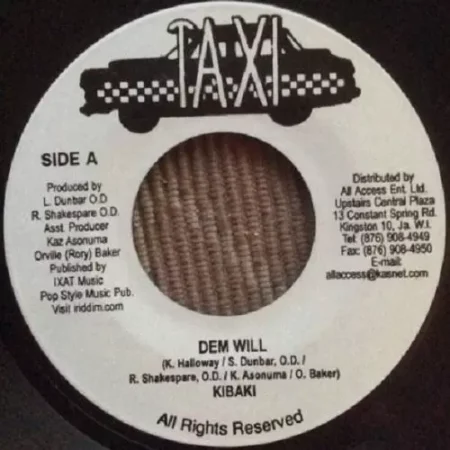 TAXI
SIDE A
Produced by
L. Dunbar O.D.
R. Shakespare O.D.
Asst. Producer
Kaz Asonuma
Orville (Rory) Baker
Published by
IXAT Music
Pop Style Music Pub.
Visit inddim.com
Distributed by
All Access Ent. Ltd.
Upstairs Central Plaza
13 Constant Spring Rd.
Kingston 10, Ja. W.I.
Tel: (876) 908-4949
Fax: (876) 908-4950
E-mail:
allaccess@kasnet.com
DEM WILL
(K. Halloway / S. Dunbar, O.D. /
R. Shakespare, O.D. / K. Asonuma / O. Baker)
KIBAKI
All Rights Reserved